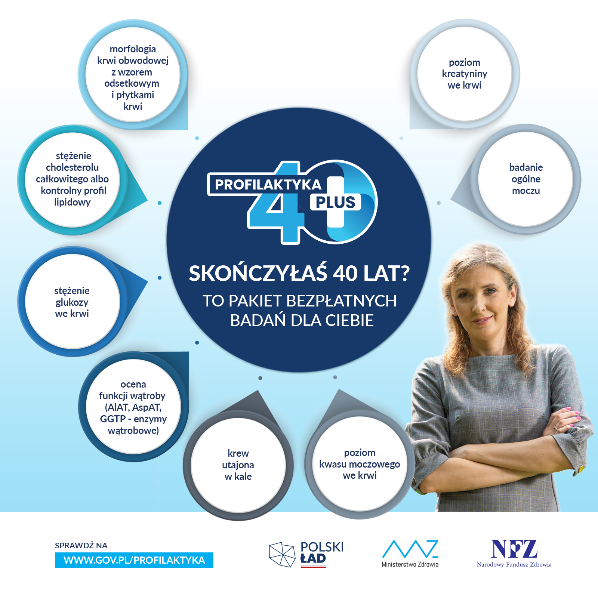 morfologia
krwi obwodowej
z wzorem
odsetkowym
i płytkami
krwi
poziom
kreatyniny
we krwi
stężenie
cholesterolu
całkowitego albo
kontrolny profil
lipidowy
badanie
ogólne
moczu
PROFILAKTYKA
40
PLUS
SKOŃCZYŁAŚ 40 LAT?
TO PAKIET BEZPŁATNYCH
BADAŃ DLA CIEBIE
stężenie
glukozy
we krwi
ocena
funkcji wątroby
(AlAT, AspAT,
GGTP - enzymy
wątrobowe)
krew
utajona
w kale
poziom
kwasu moczowego
we krwi
SPRAWDŹ NA
WWW.GOV.PL/PROFILAKTYKA
POLSKI
ŁAD
Ministerstwo Zdrowia
NFZ
Narodowy Fundusz Zdrowia